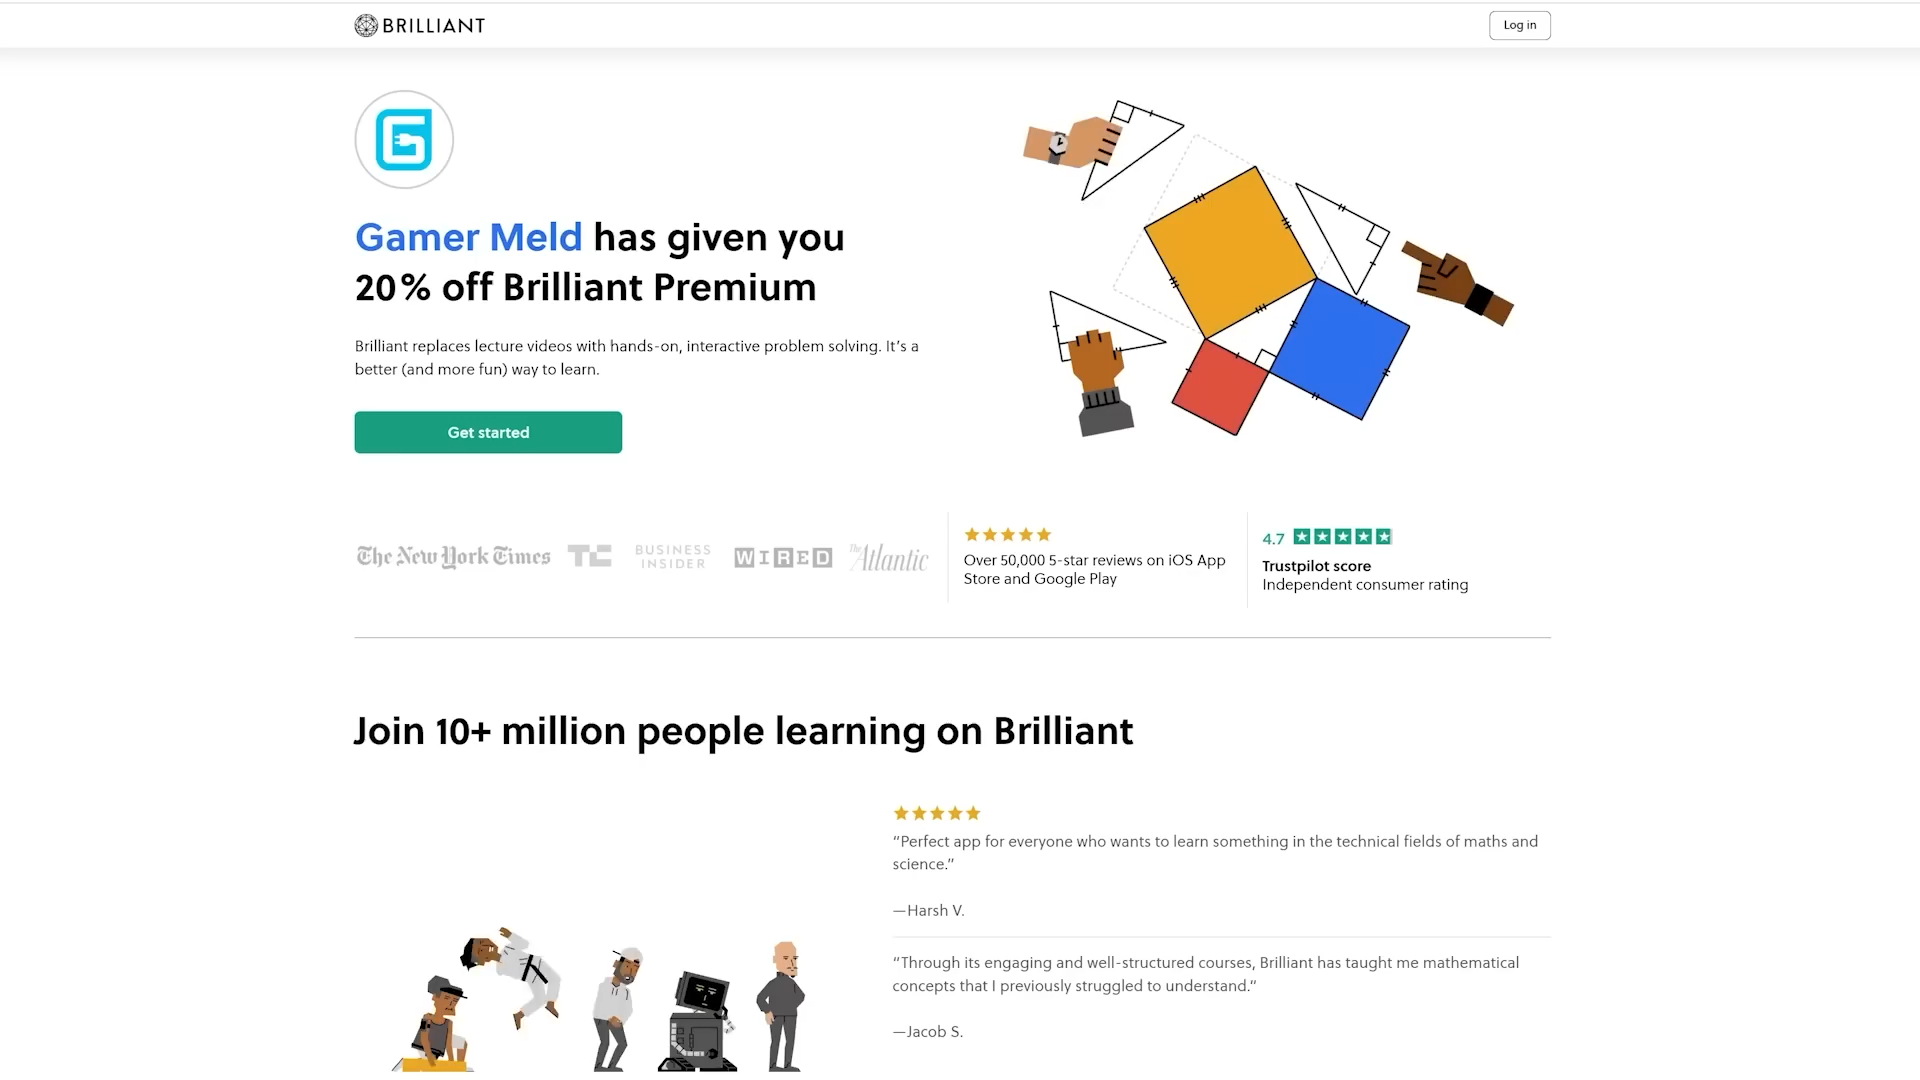 BRILLIANT
Log in
Gamer Meld has given you
20% off Brilliant Premium
Brilliant replaces lecture videos with hands-on, interactive problem solving. It’s a
better (and more fun) way to learn.
Get started
The New York Times
TC
BUSINESS
INSIDER
WIRED
The Atlantic
Over 50,000 5-star reviews on iOS App
Store and Google Play
4.7
Trustpilot score
Independent consumer rating
Join 10+ million people learning on Brilliant
“Perfect app for everyone who wants to learn something in the technical fields of maths and
science.”
—Harsh V.
“Through its engaging and well-structured courses, Brilliant has taught me mathematical
concepts that I previously struggled to understand.”
—Jacob S.